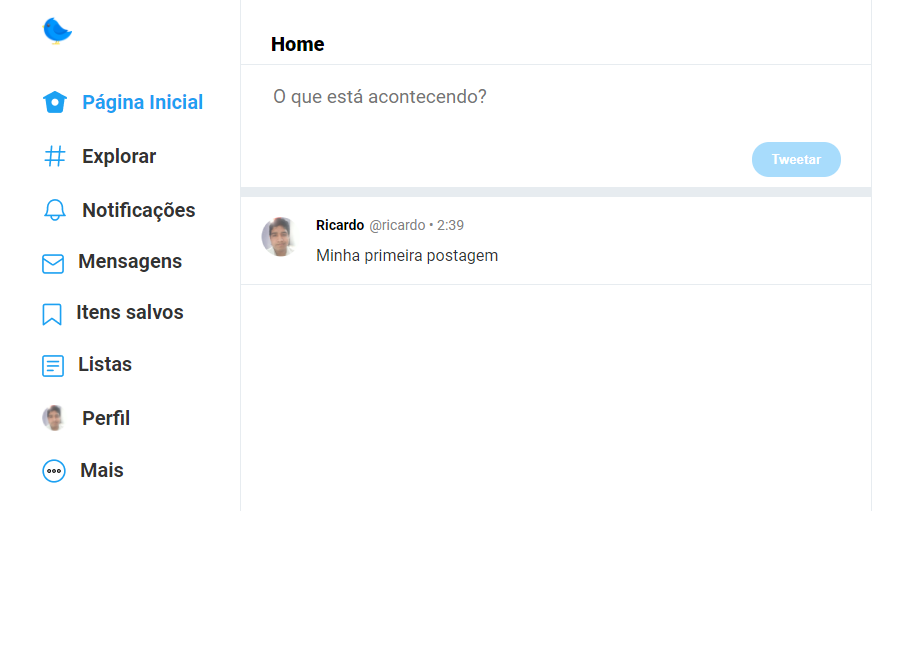 Home
Página Inicial
Explorar
Notificações
Mensagens
Itens salvos
Listas
Perfil
Mais
O que está acontecendo?
Tweetar
Ricardo @ricardo • 2:39
Minha primeira postagem